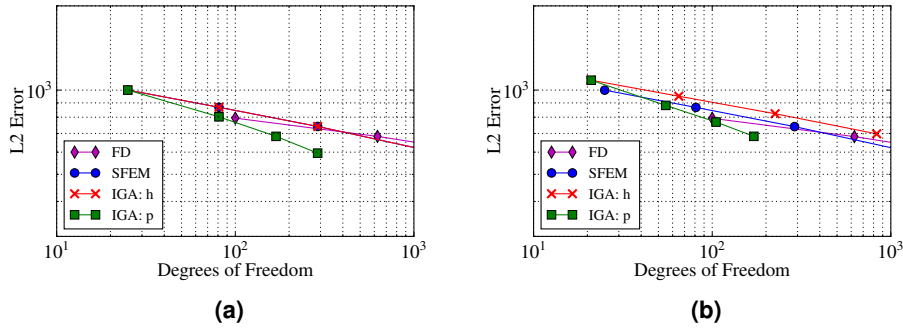 L2 Error
10³
FD
SFEM
IGA: h
IGA: p
10¹
10²
10³
Degrees of Freedom
(a)
L2 Error
10³
FD
SFEM
IGA: h
IGA: p
10¹
10²
10³
Degrees of Freedom
(b)